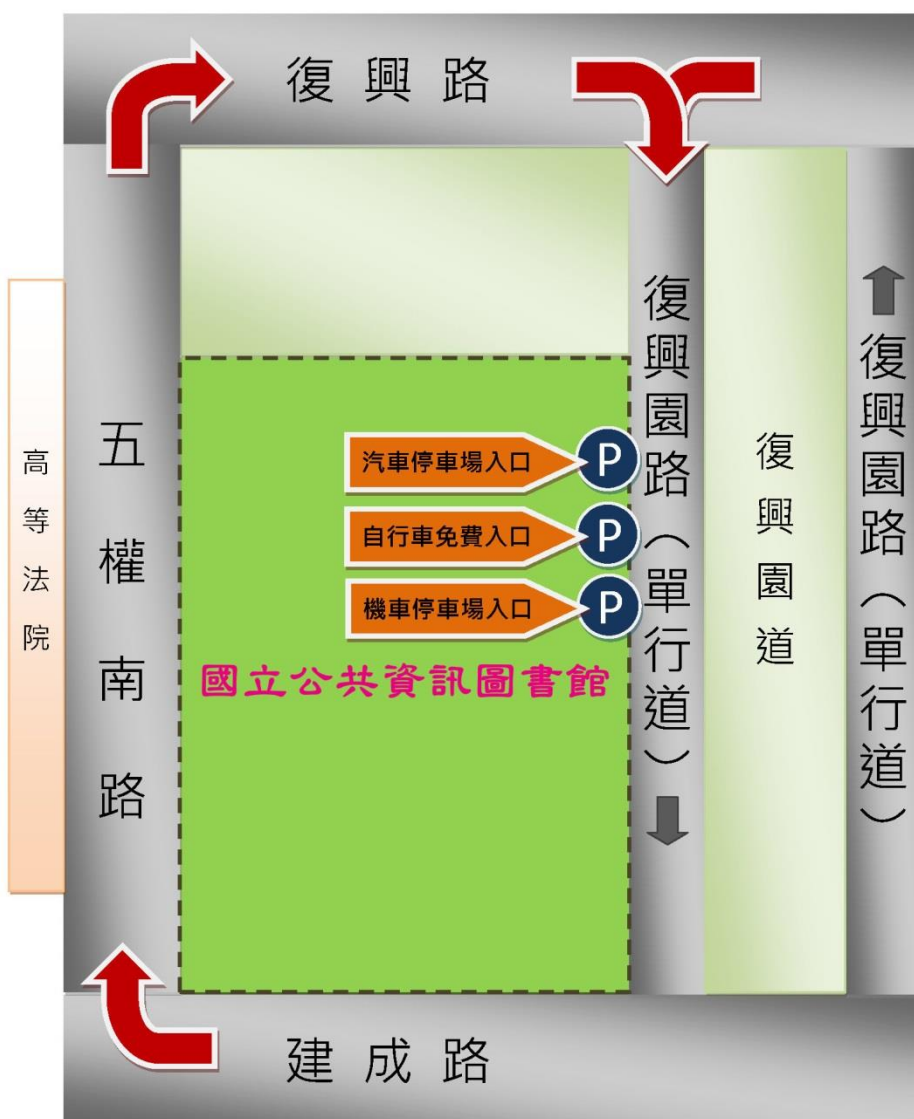 復興路
復興園路（單行道）
復興園路（單行道）
高等法院
五權南路
汽車停車場入口
P
復興園道
自行車免費入口
P
機車停車場入口
P
國立公共資訊圖書館
建成路